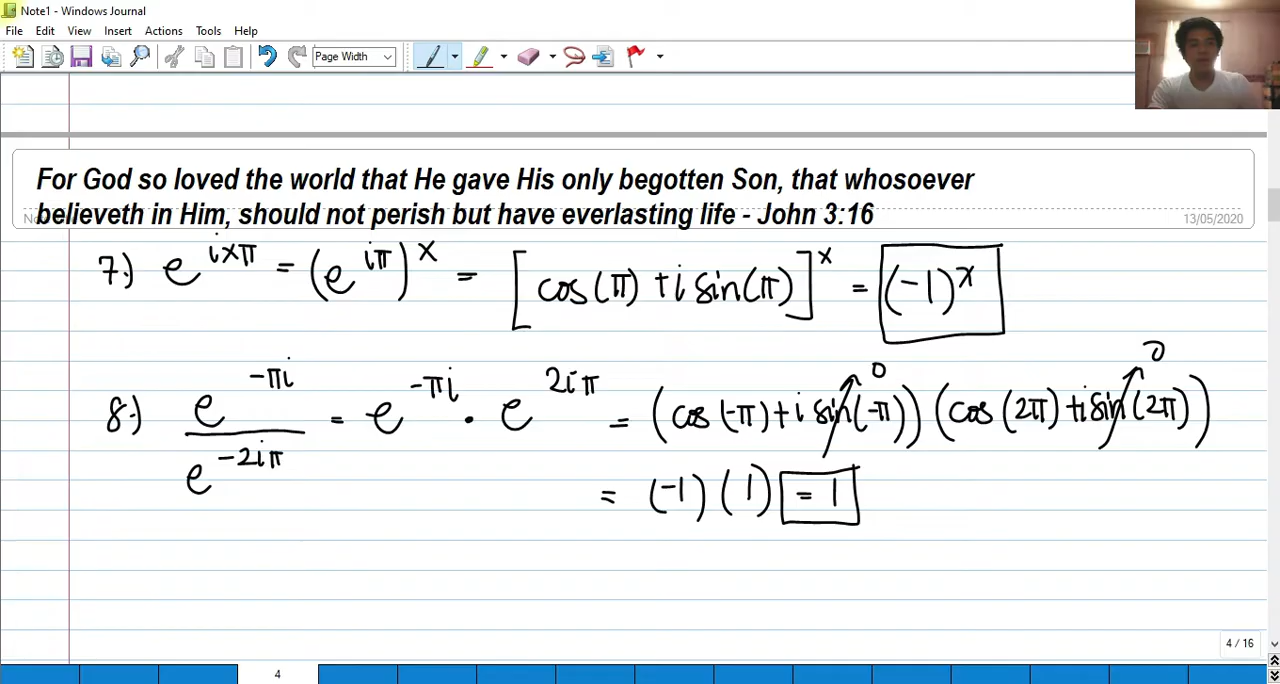 Note1 - Windows Journal
File Edit View Insert Actions Tools Help
Page Width
For God so loved the world that He gave His only begotten Son, that whosoever
believeth in Him, should not perish but have everlasting life - John 3:16
13/05/2020
7.) e^{ixπ} = (e^{iπ})^x = [cos(π) + i sin(π)]^x = (-1)^x
8.) \frac{e^{-πi}}{e^{-2iπ}} = e^{-πi} · e^{2iπ} = (cos(-π) + i sin(-π))^0 (cos(2π) + i sin(2π))^0
= (-1)(1) = 1
4 / 16
4